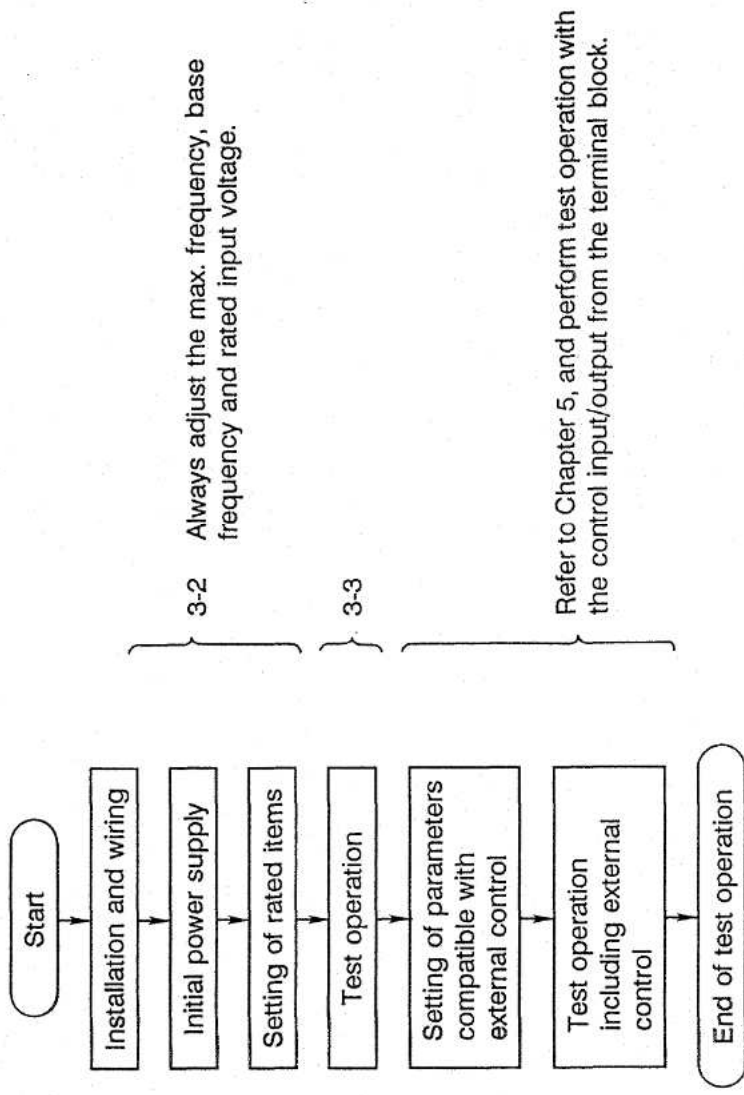 Start
Installation and wiring
Initial power supply
Setting of rated items
Test operation
Setting of parameters
compatible with
external control
Test operation
including external
control
End of test operation
3-2 Always adjust the max. frequency, base
frequency and rated input voltage.
3-3
Refer to Chapter 5, and perform test operation with
the control input/output from the terminal block.